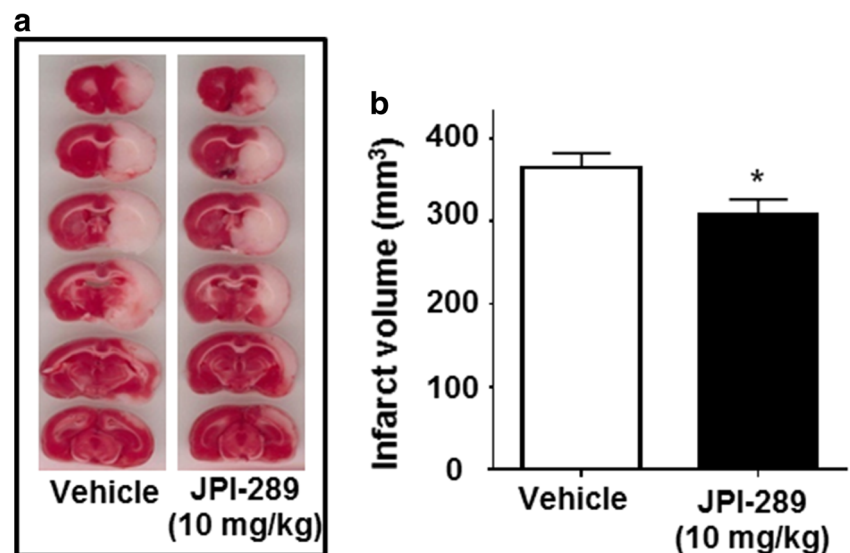 a
Vehicle
JPI-289
(10 mg/kg)
b
Infarct volume (mm³)
400
300
200
100
0
*
Vehicle
JPI-289
(10 mg/kg)